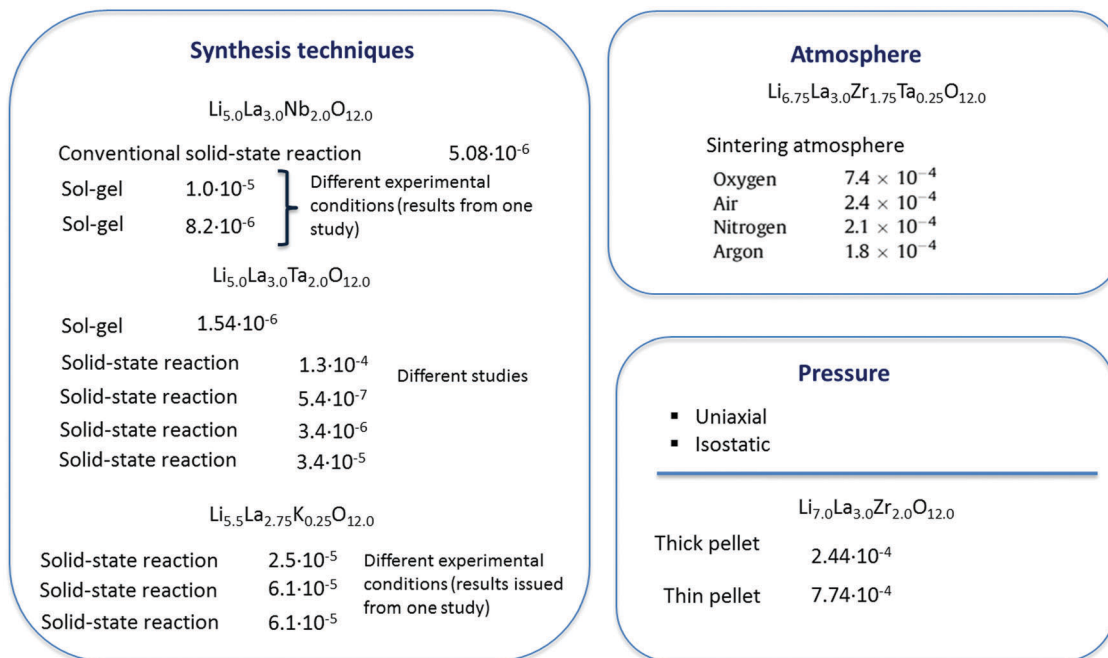 Synthesis techniques
Li5.0La3.0Nb2.0O12.0
Conventional solid-state reaction 5.08·10-6
Sol-gel 1.0·10-5
Sol-gel 8.2·10-6
Different experimental
conditions (results from one
study)
Li5.0La3.0Ta2.0O12.0
Sol-gel 1.54·10-6
Solid-state reaction 1.3·10-4
Solid-state reaction 5.4·10-7
Solid-state reaction 3.4·10-6
Solid-state reaction 3.4·10-5
Different studies
Li5.5La2.75K0.25O12.0
Solid-state reaction 2.5·10-5
Solid-state reaction 6.1·10-5
Solid-state reaction 6.1·10-5
Different experimental
conditions (results issued
from one study)
Atmosphere
Li6.75La3.0Zr1.75Ta0.25O12.0
Sintering atmosphere
Oxygen 7.4 × 10−4
Air 2.4 × 10−4
Nitrogen 2.1 × 10−4
Argon 1.8 × 10−4
Pressure
▪ Uniaxial
▪ Isostatic
Li7.0La3.0Zr2.0O12.0
Thick pellet 2.44·10-4
Thin pellet 7.74·10-4